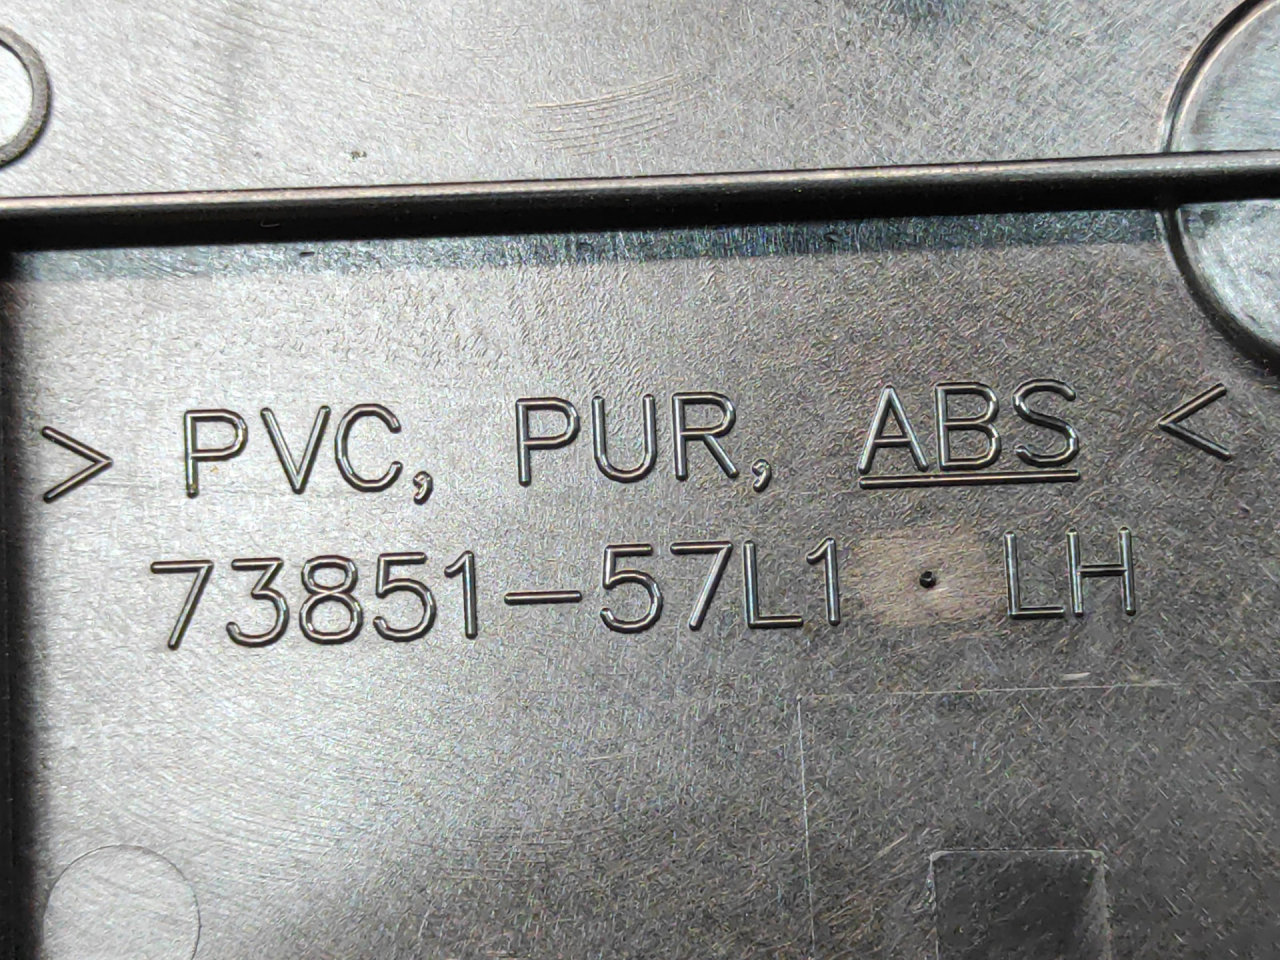 > PVC, PUR, ABS <
73851-57L1 · LH